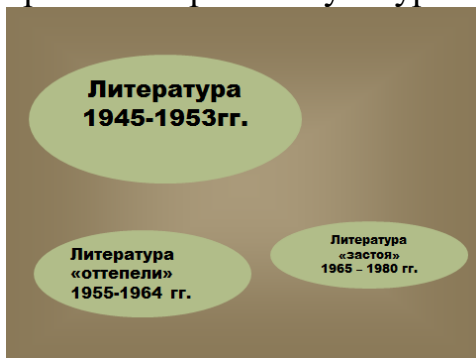 Литература
1945-1953гг.
Литература
«оттепели»
1955-1964 гг.
Литература
«застоя»
1965 – 1980 гг.